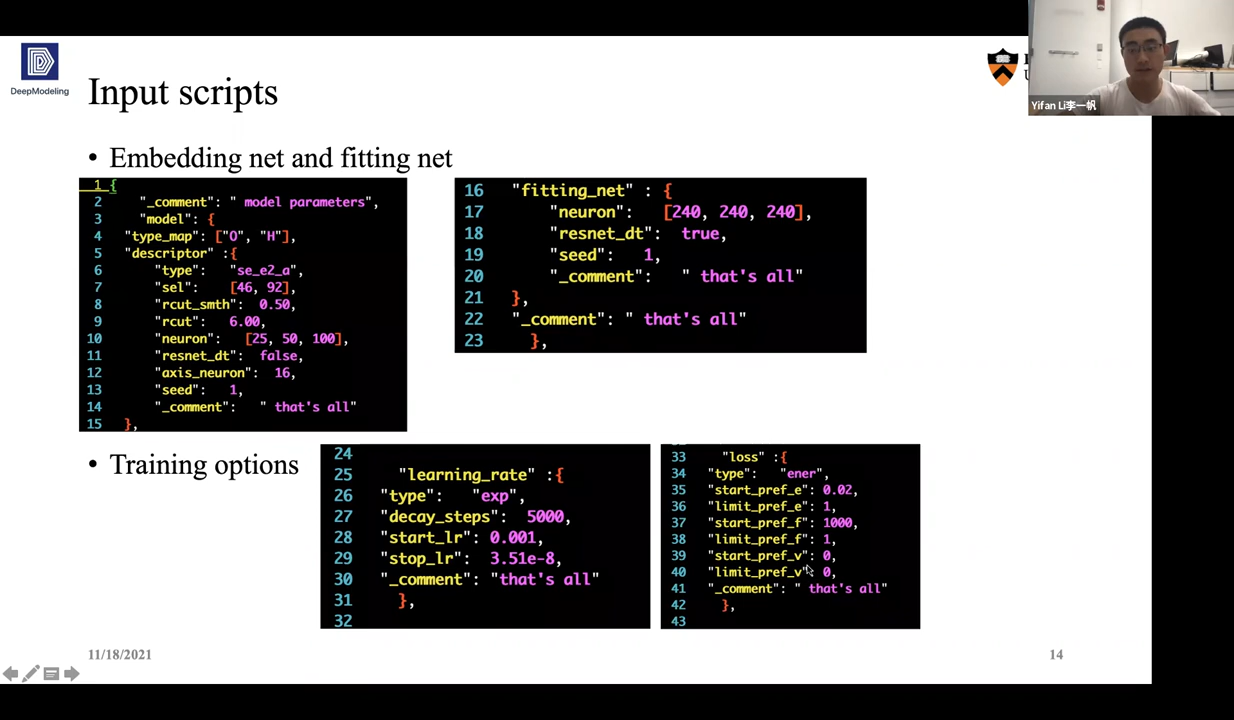 DeepModeling
Input scripts
Yifan Li李一帆
• Embedding net and fitting net
1 {
2 "_comment": " model parameters",
3 "model": {
4 "type_map": ["O", "H"],
5 "descriptor" :{
6 "type": "se_e2_a",
7 "sel": [46, 92],
8 "rcut_smth": 0.50,
9 "rcut": 6.00,
10 "neuron": [25, 50, 100],
11 "resnet_dt": false,
12 "axis_neuron": 16,
13 "seed": 1,
14 "_comment": " that's all"
15 },
16 "fitting_net" : {
17 "neuron": [240, 240, 240],
18 "resnet_dt": true,
19 "seed": 1,
20 "_comment": " that's all"
21 },
22 "_comment": " that's all"
23 },
• Training options
24
25 "learning_rate" :{
26 "type": "exp",
27 "decay_steps": 5000,
28 "start_lr": 0.001,
29 "stop_lr": 3.51e-8,
30 "_comment": "that's all"
31 },
32
33 "loss" :{
34 "type": "ener",
35 "start_pref_e": 0.02,
36 "limit_pref_e": 1,
37 "start_pref_f": 1000,
38 "limit_pref_f": 1,
39 "start_pref_v": 0,
40 "limit_pref_v": 0,
41 "_comment": " that's all"
42 },
43
11/18/2021
14